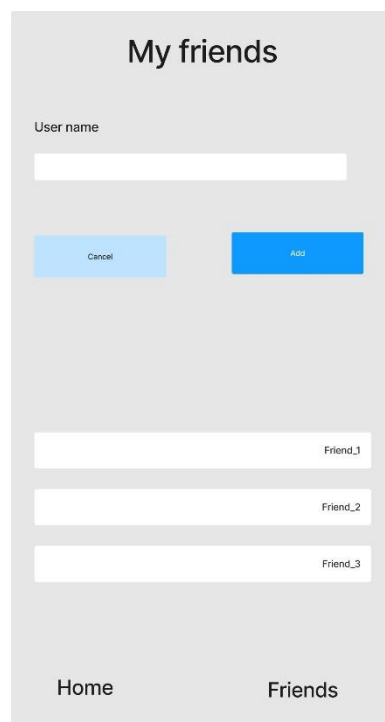 My friends
User name
Cancel
Add
Friend_1
Friend_2
Friend_3
Home
Friends